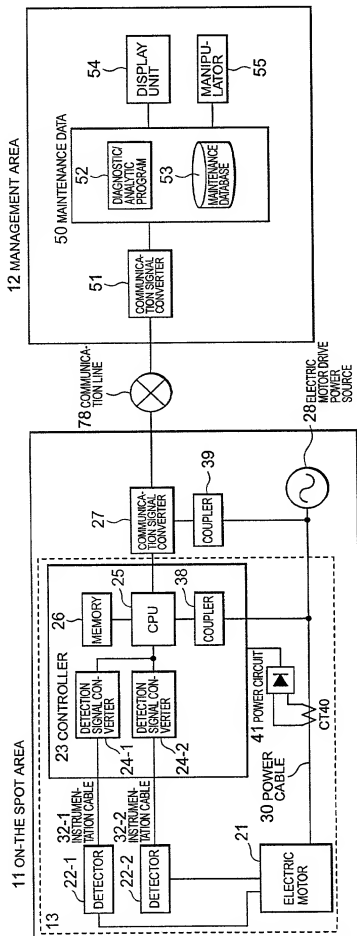 12 MANAGEMENT AREA
50 MAINTENANCE DATA
52
DIAGNOSTIC/
ANALYTIC
PROGRAM
53
MAINTENANCE
DATABASE
54
DISPLAY
UNIT
MANIPU-
LATOR
55
51
COMMUNICA-
TION SIGNAL
CONVERTER
78 COMMUNICA-
TION LINE
11 ON-THE SPOT AREA
27
COMMUNICA-
TION SIGNAL
CONVERTER
39
COUPLER
28 ELECTRIC
MOTOR DRIVE
POWER
SOURCE
13
23 CONTROLLER
26
MEMORY
25
CPU
38
COUPLER
DETECTION
SIGNAL CON-
VERTER
24-1
DETECTION
SIGNAL CON-
VERTER
24-2
32-1
INSTRUMEN-
TATION CABLE
32-2
INSTRUMEN-
TATION CABLE
22-1
DETECTOR
22-2
DETECTOR
41 POWER CIRCUIT
CT40
30 POWER
CABLE
21
ELECTRIC
MOTOR